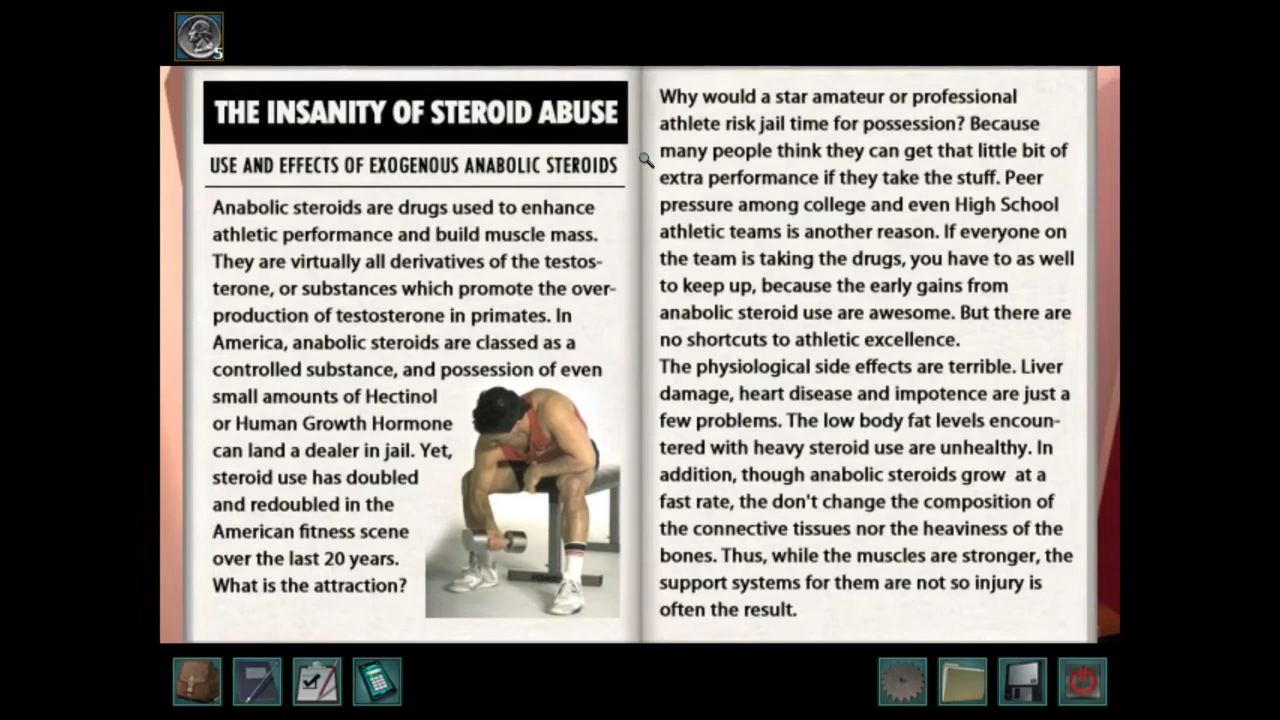 5
THE INSANITY OF STEROID ABUSE
USE AND EFFECTS OF EXOGENOUS ANABOLIC STEROIDS
Anabolic steroids are drugs used to enhance
athletic performance and build muscle mass.
They are virtually all derivatives of the testos-
terone, or substances which promote the over-
production of testosterone in primates. In
America, anabolic steroids are classed as a
controlled substance, and possession of even
small amounts of Hectinol
or Human Growth Hormone
can land a dealer in jail. Yet,
steroid use has doubled
and redoubled in the
American fitness scene
over the last 20 years.
What is the attraction?
Why would a star amateur or professional
athlete risk jail time for possession? Because
many people think they can get that little bit of
extra performance if they take the stuff. Peer
pressure among college and even High School
athletic teams is another reason. If everyone on
the team is taking the drugs, you have to as well
to keep up, because the early gains from
anabolic steroid use are awesome. But there are
no shortcuts to athletic excellence.
The physiological side effects are terrible. Liver
damage, heart disease and impotence are just a
few problems. The low body fat levels encoun-
tered with heavy steroid use are unhealthy. In
addition, though anabolic steroids grow  at a
fast rate, the don't change the composition of
the connective tissues nor the heaviness of the
bones. Thus, while the muscles are stronger, the
support systems for them are not so injury is
often the result.